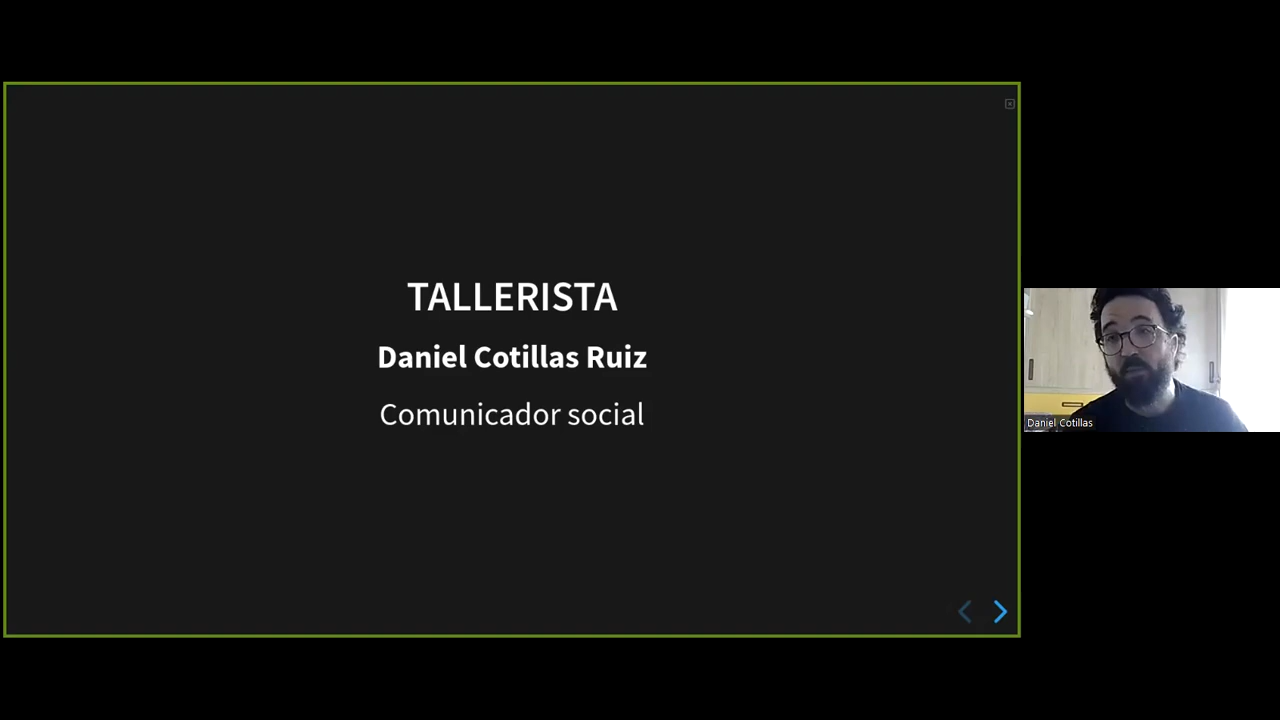 TALLERISTA
Daniel Cotillas Ruiz
Comunicador social
Daniel Cotillas